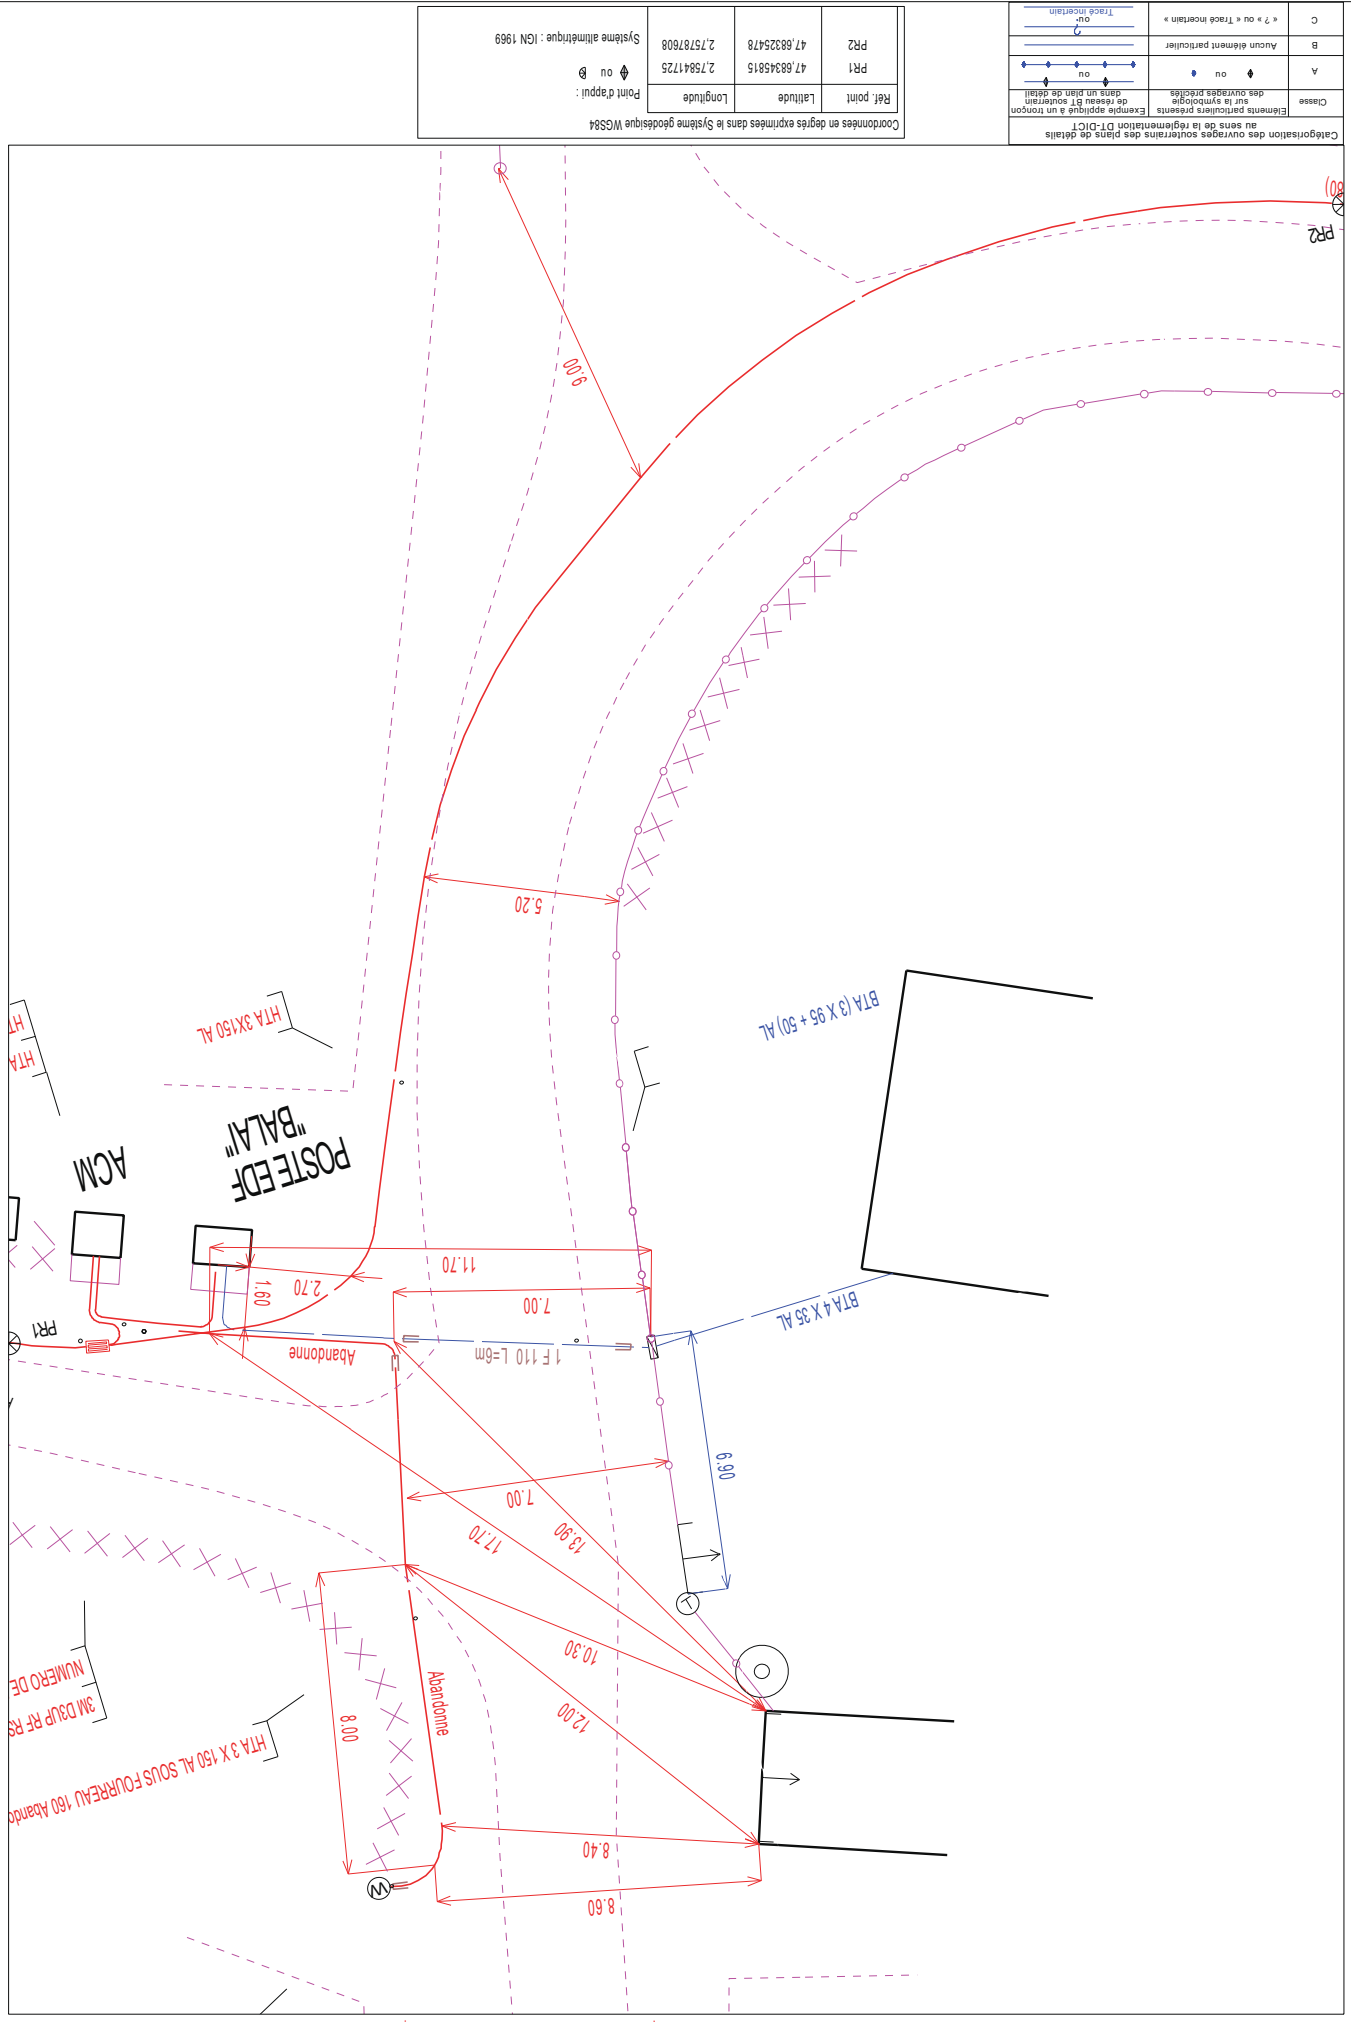 8.60
8.40
HTA 3 X 150 AL SOUS FOURREAU 160 Abando
8.00
12.00
3M D3UP RF RS
Abandonne
NUMERO DE
10.30
T
13.90
17.70
7.00
6.90
1 F 110 L=6m
Abandonne
PR1
BTA 4 X 35 AL
7.00
2.70
1.60
11.70
POSTE EDF
"BALAI"
ACM
HTA
HT
HTA 3X150 AL
BTA (3 X 95 + 50) AL
5.20
9.00
PR2
80)
Catégorisation des ouvrages souterrains des plans de détails
au sens de la réglementation DT-DICT
Classe
Eléments particuliers présents
sur la symbologie
des ouvrages précités
Exemple appliqué à un tronçon
de réseau BT souterrain
dans un plan de détail
A
ou
ou
B
Aucun élément particulier
C
« ? » ou « Tracé incertain »
?
ou
Tracé incertain
Coordonnées en degrés exprimées dans le Système géodésique WGS84
Réf. point
Latitude
Longitude
PR1
47,68345815
2,75841725
PR2
47,68325478
2,75787608
Point d'appui :
ou
Système altimétrique : IGN 1969